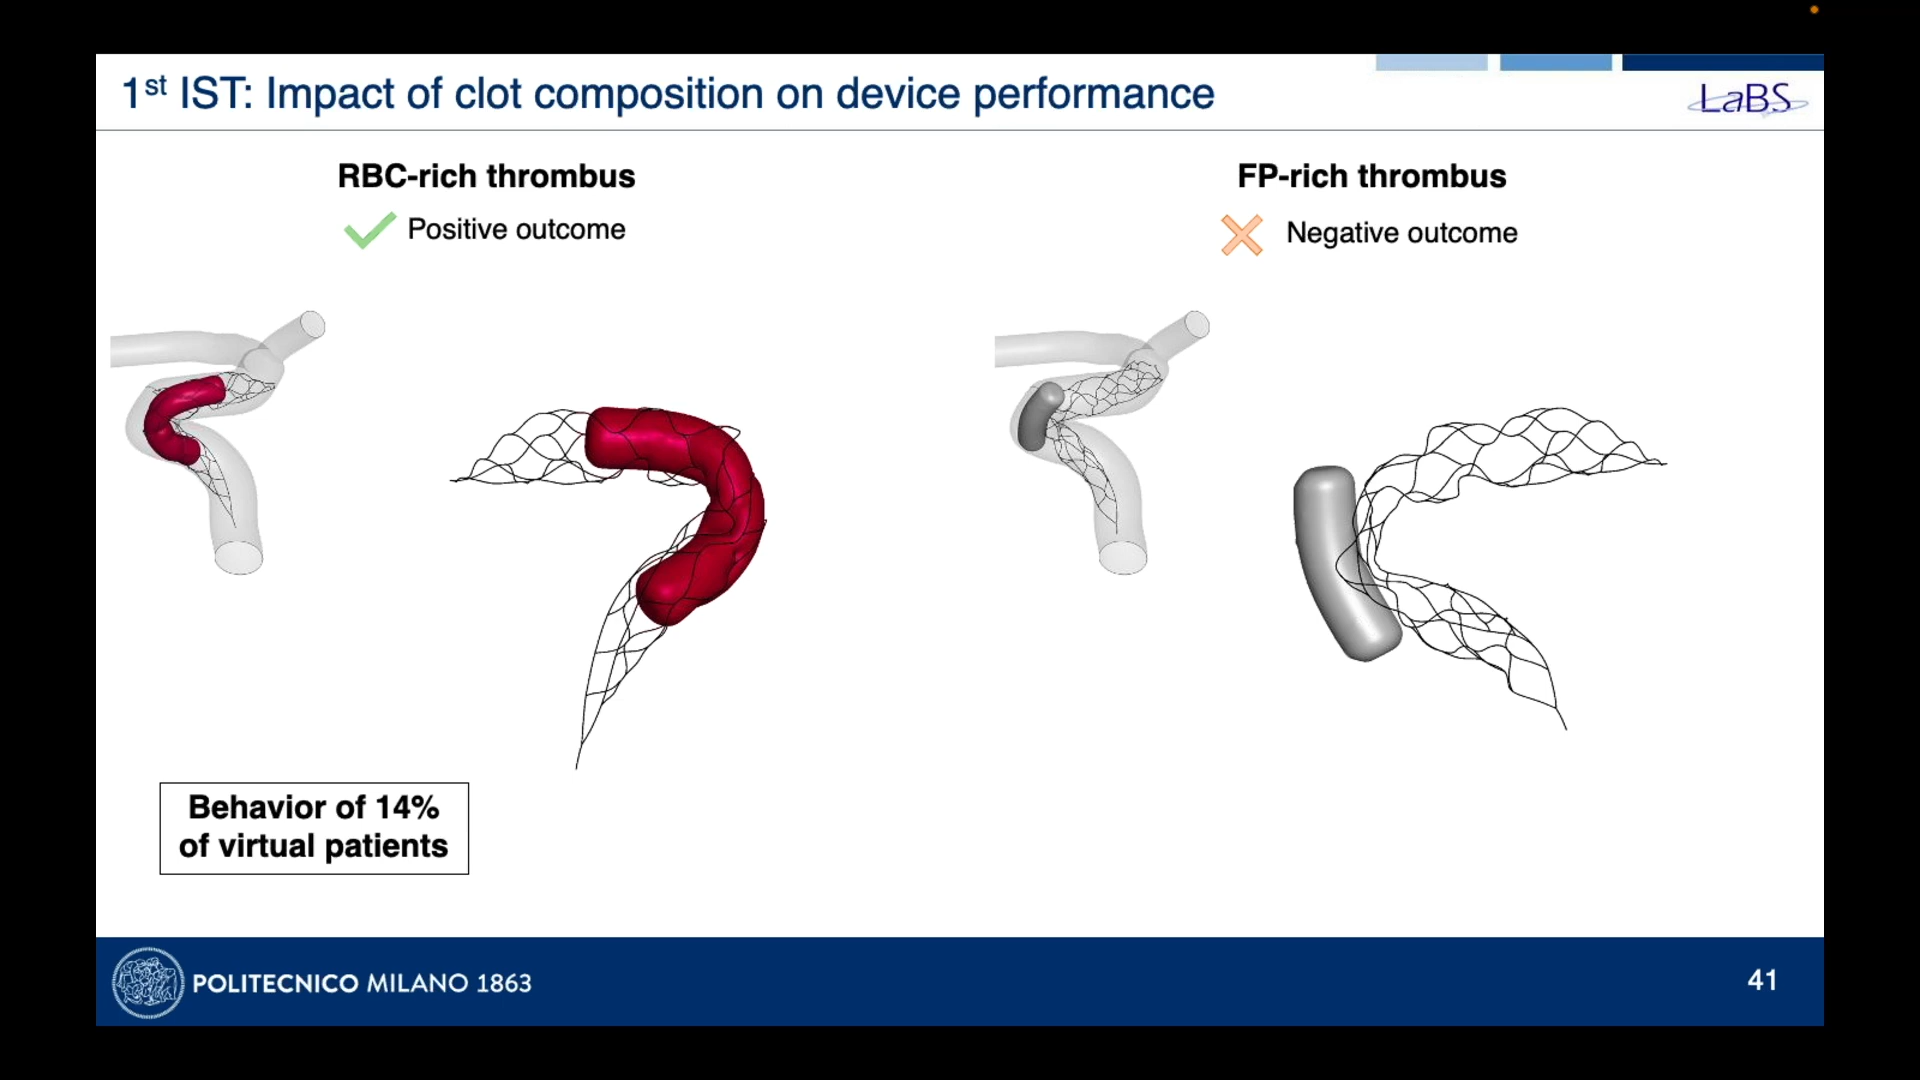 1st IST: Impact of clot composition on device performance
LaBS
RBC-rich thrombus
Positive outcome
FP-rich thrombus
Negative outcome
Behavior of 14%
of virtual patients
POLITECNICO MILANO 1863
41